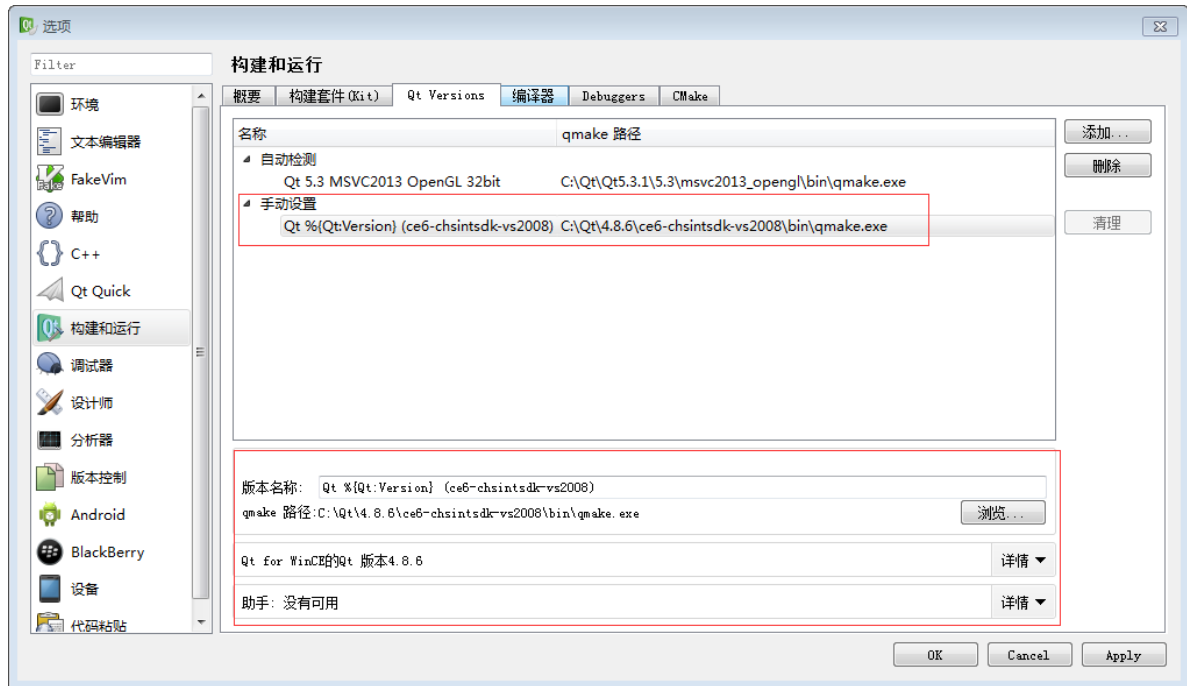 选项
Filter
环境
文本编辑器
FakeVim
帮助
C++
Qt Quick
构建和运行
调试器
设计师
分析器
版本控制
Android
BlackBerry
设备
代码粘贴
构建和运行
概要 构建套件(Kit) Qt Versions 编译器 Debuggers CMake
名称 qmake 路径
自动检测
Qt 5.3 MSVC2013 OpenGL 32bit C:\Qt\Qt5.3.1\5.3\msvc2013_opengl\bin\qmake.exe
手动设置
Qt %{Qt:Version} (ce6-chsintsdk-vs2008) C:\Qt\4.8.6\ce6-chsintsdk-vs2008\bin\qmake.exe
添加...
删除
清理
版本名称: Qt %{Qt:Version} (ce6-chsintsdk-vs2008)
qmake 路径:C:\Qt\4.8.6\ce6-chsintsdk-vs2008\bin\qmake.exe 浏览...
Qt for WinCE的Qt 版本4.8.6 详情
助手: 没有可用 详情
OK Cancel Apply